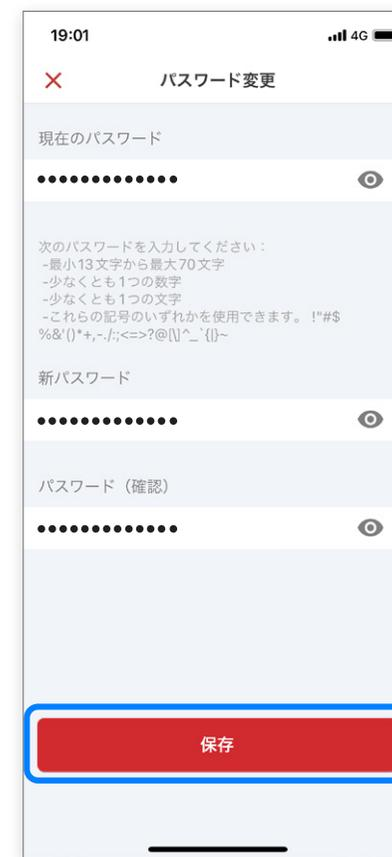 19:01
4G
パスワード変更
現在のパスワード
●●●●●●●●●●●●●
次のパスワードを入力してください：
-最小13文字から最大70文字
-少なくとも1つの数字
-少なくとも1つの文字
-これらの記号のいずれかを使用できます。 !"#$
%&'()*+,-./:;<=>?@[\]^_`{|}~
新パスワード
●●●●●●●●●●●●●
パスワード（確認）
●●●●●●●●●●●●●
保存